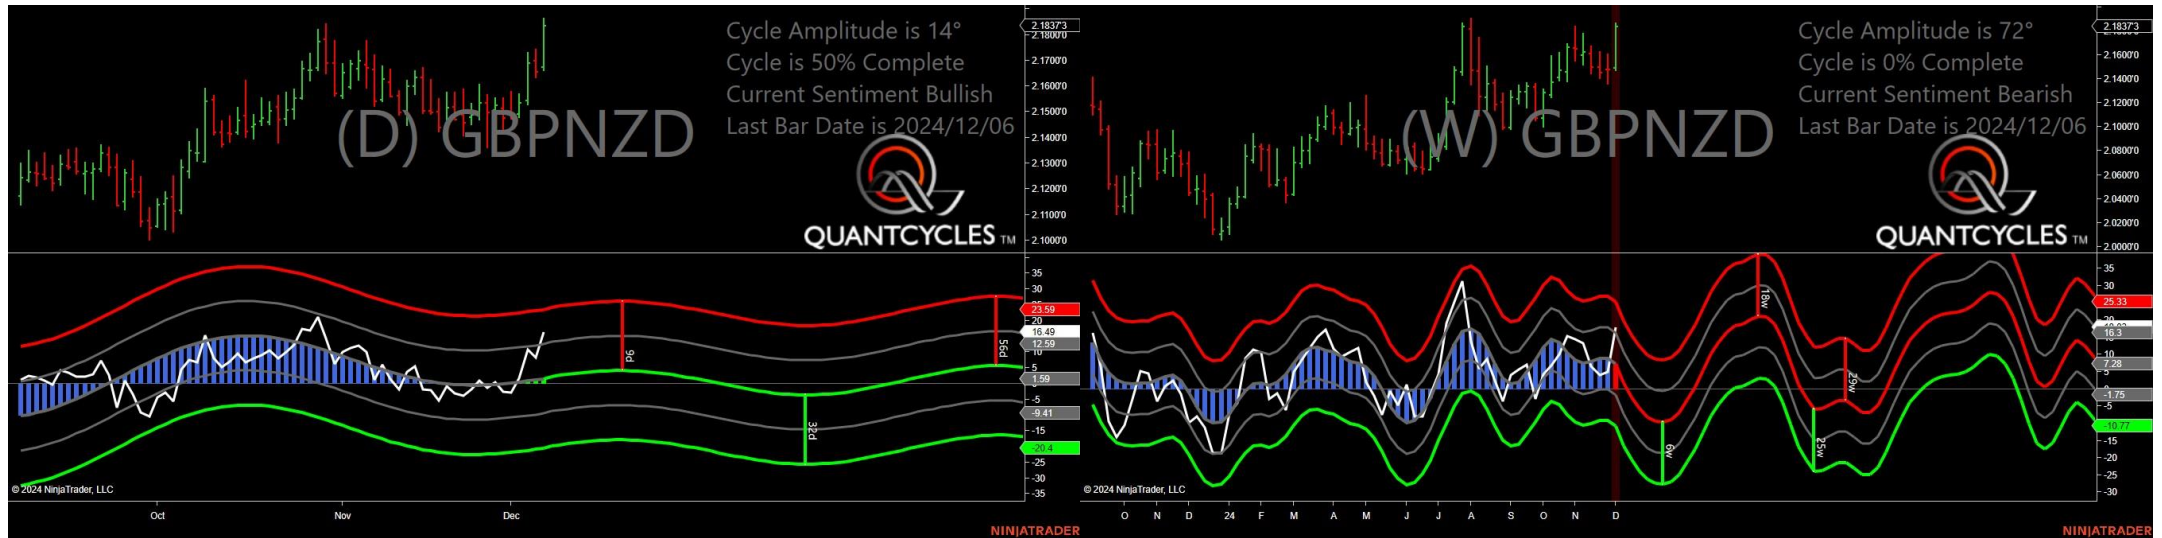 Cycle Amplitude is 14°
Cycle is 50% Complete
Current Sentiment Bullish
Last Bar Date is 2024/12/06
(D) GBPNZD
QUANTCYCLES TM
2.1837'3
2.1800'0
2.1700'0
2.1600'0
2.1500'0
2.1400'0
2.1300'0
2.1200'0
2.1100'0
2.1000'0
35
30
23.59
20
16.49
12.59
10
5
1.59
-5
-9.41
-15
-20.4
-25
-30
-35
9d
32d
56d
© 2024 NinjaTrader, LLC
Oct Nov Dec
NINJATRADER
Cycle Amplitude is 72°
Cycle is 0% Complete
Current Sentiment Bearish
Last Bar Date is 2024/12/06
(W) GBPNZD
QUANTCYCLES TM
2.1837'3
2.1600'0
2.1400'0
2.1200'0
2.1000'0
2.0800'0
2.0600'0
2.0400'0
2.0200'0
2.0000'0
35
30
25.33
20
16.3
10
7.28
5
-1.75
-5
-10.77
-15
-20
-25
-30
6w
18w
25w
29w
© 2024 NinjaTrader, LLC
O N D 24 F M A M J J A S O N D
NINJATRADER